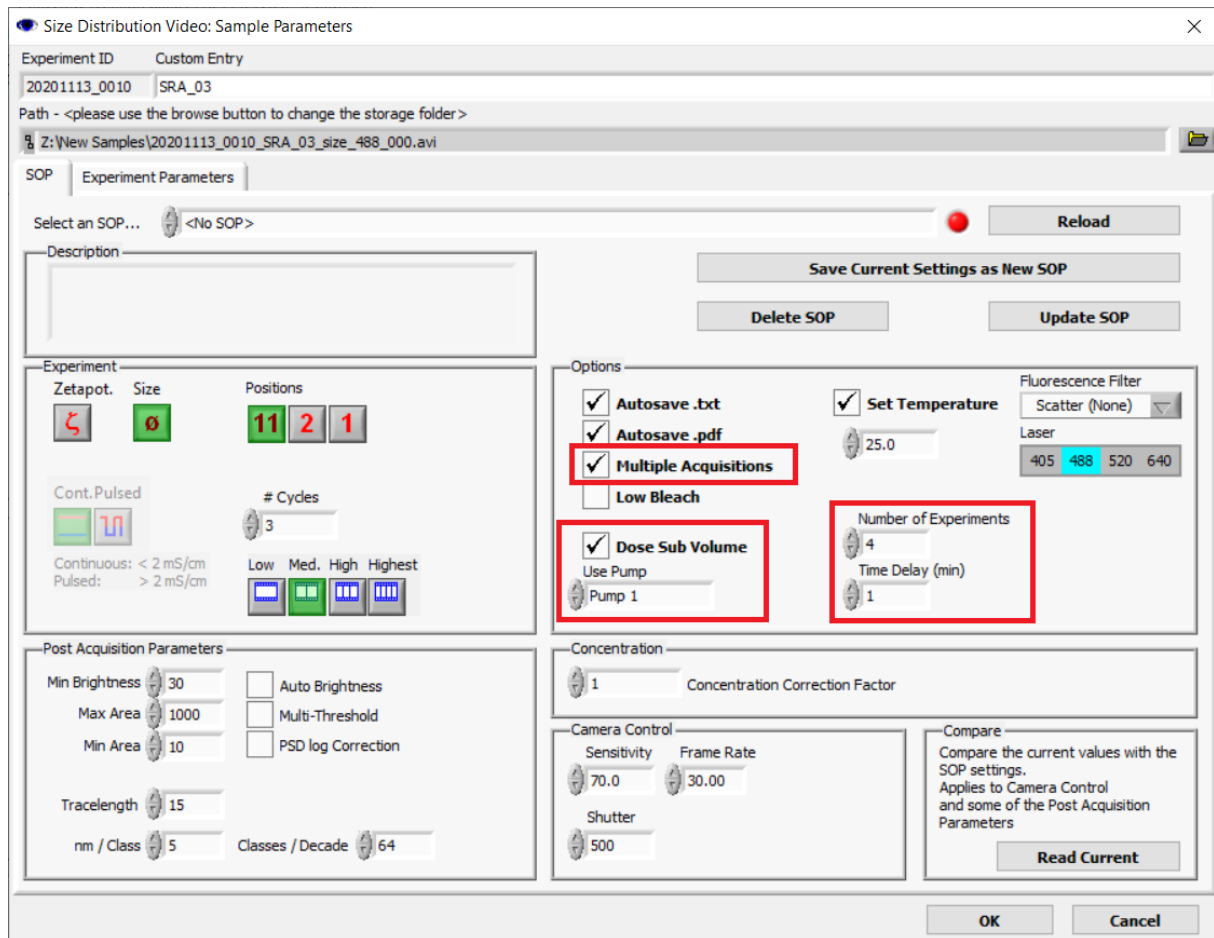 Size Distribution Video: Sample Parameters
Experiment ID Custom Entry
20201113_0010 SRA_03
Path - <please use the browse button to change the storage folder>
Z:\New Samples\20201113_0010_SRA_03_size_488_000.avi
SOP Experiment Parameters
Select an SOP... <No SOP> Reload
Description
Save Current Settings as New SOP
Delete SOP Update SOP
Experiment
Zetapot. Size Positions
ζ ø 11 2 1
Cont.Pulsed # Cycles
3
Continuous: < 2 mS/cm
Pulsed: > 2 mS/cm
Low Med. High Highest
Options
Autosave .txt
Autosave .pdf
Multiple Acquisitions
Low Bleach
Dose Sub Volume
Use Pump
Pump 1
Set Temperature
25.0
Fluorescence Filter
Scatter (None)
Laser
405 488 520 640
Number of Experiments
4
Time Delay (min)
1
Post Acquisition Parameters
Min Brightness 30 Auto Brightness
Max Area 1000 Multi-Threshold
Min Area 10 PSD log Correction
Tracelength 15
nm / Class 5 Classes / Decade 64
Concentration
1 Concentration Correction Factor
Camera Control
Sensitivity Frame Rate
70.0 30.00
Shutter
500
Compare
Compare the current values with the
SOP settings.
Applies to Camera Control
and some of the Post Acquisition
Parameters
Read Current
OK Cancel